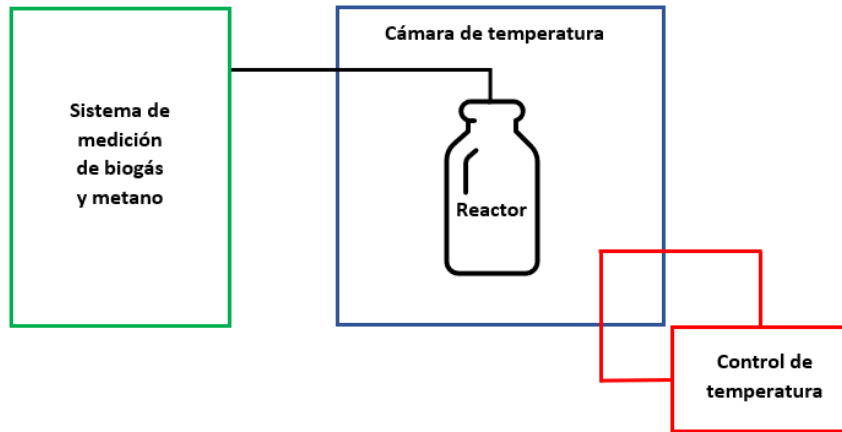 Cámara de temperatura
Sistema de
medición
de biogás
y metano
Reactor
Control de
temperatura